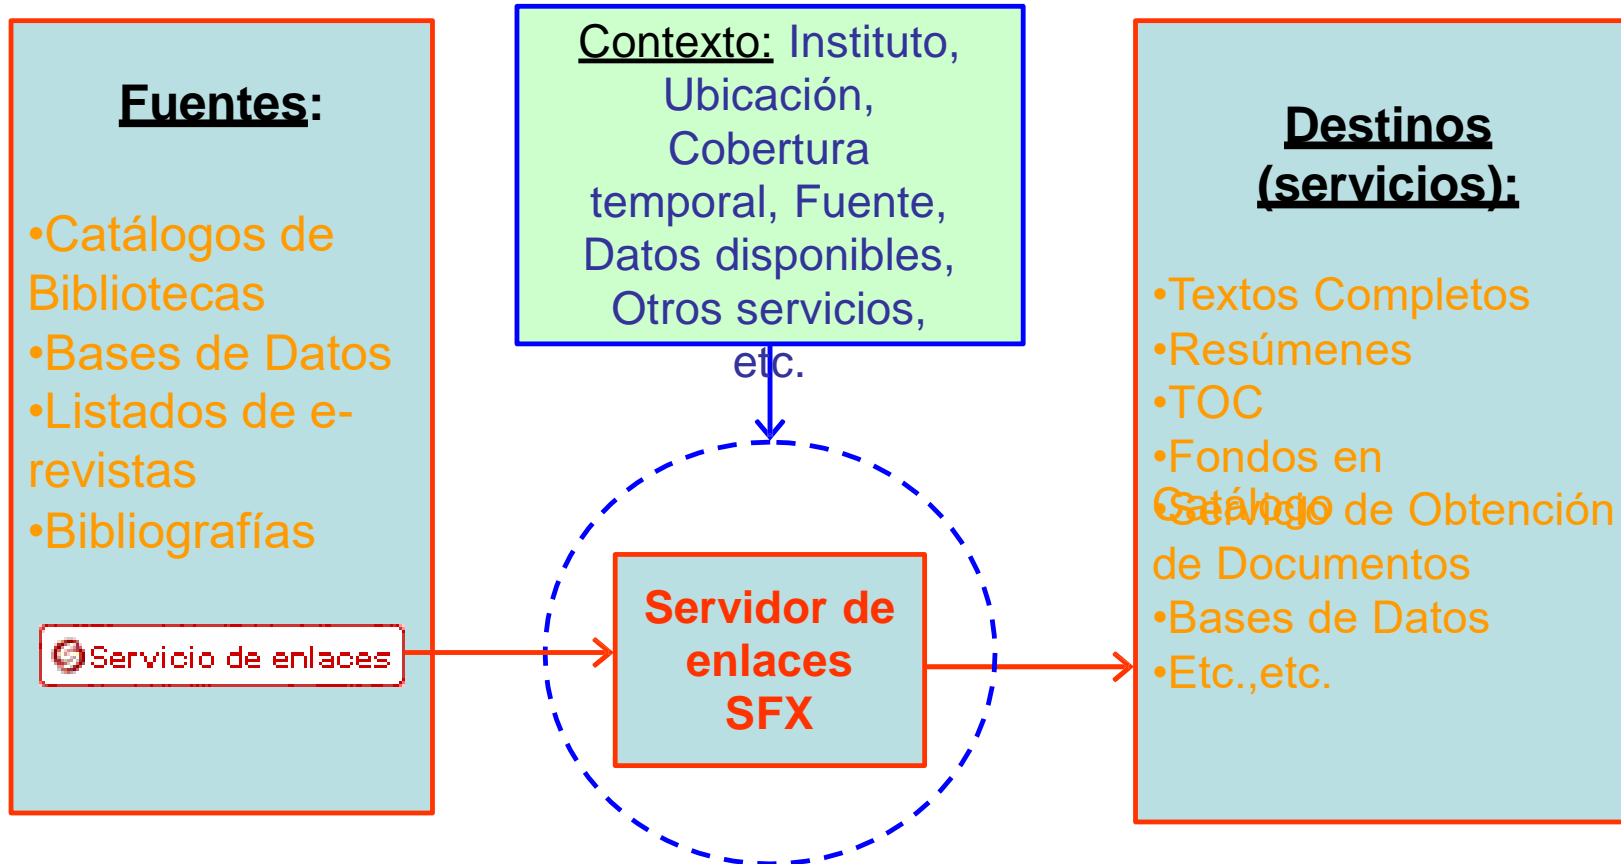 Fuentes:
•Catálogos de
Bibliotecas
•Bases de Datos
•Listados de e-
revistas
•Bibliografías
Servicio de enlaces
Contexto: Instituto,
Ubicación,
Cobertura
temporal, Fuente,
Datos disponibles,
Otros servicios,
etc.
Servidor de
enlaces
SFX
Destinos
(servicios):
•Textos Completos
•Resúmenes
•TOC
•Fondos en
Catálogo
•Servicio de Obtención
de Documentos
•Bases de Datos
•Etc.,etc.